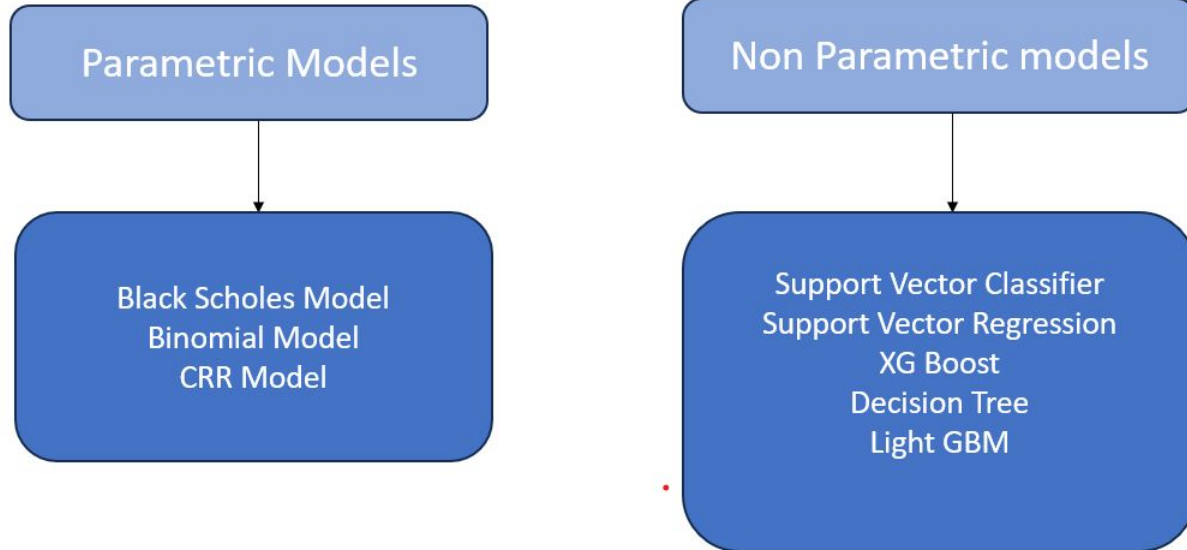 Parametric Models
Black Scholes Model
Binomial Model
CRR Model
Non Parametric models
Support Vector Classifier
Support Vector Regression
XG Boost
Decision Tree
Light GBM